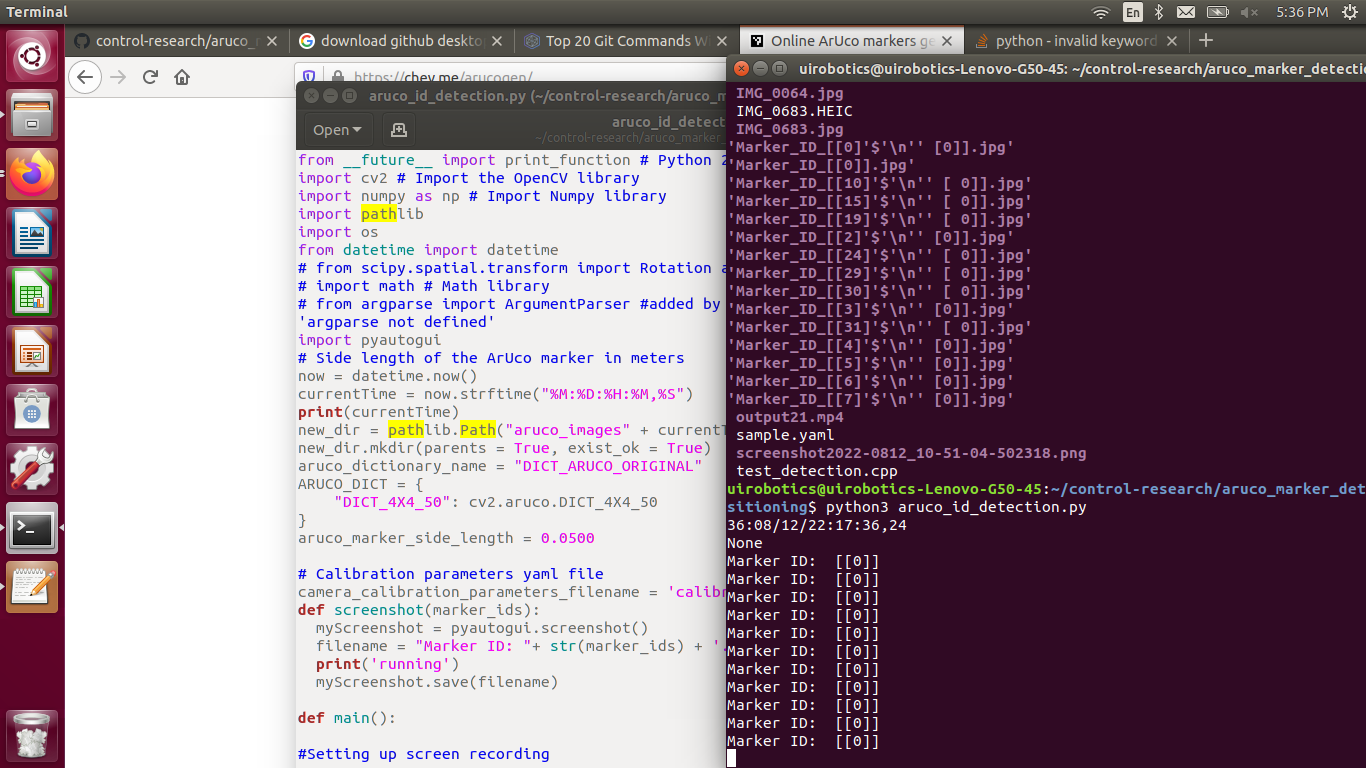 Terminal
En
5:36 PM
control-research/aruco_
download github deskto
Top 20 Git Commands W
Online ArUco markers ge
python - invalid keyword
https://chev.me/arucogen/
aruco_id_detection.py (~/control-research/aruco_m
Open
aruco_id_detect
~/control-research/aruco_marker_
from __future__ import print_function # Python 2
import cv2 # Import the OpenCV library
import numpy as np # Import Numpy library
import pathlib
import os
from datetime import datetime
# from scipy.spatial.transform import Rotation a
# import math # Math library
# from argparse import ArgumentParser #added by
'argparse not defined'
import pyautogui
# Side length of the ArUco marker in meters
now = datetime.now()
currentTime = now.strftime("%M:%D:%H:%M,%S")
print(currentTime)
new_dir = pathlib.Path("aruco_images" + currentT
new_dir.mkdir(parents = True, exist_ok = True)
aruco_dictionary_name = "DICT_ARUCO_ORIGINAL"
ARUCO_DICT = {
"DICT_4X4_50": cv2.aruco.DICT_4X4_50
}
aruco_marker_side_length = 0.0500
# Calibration parameters yaml file
camera_calibration_parameters_filename = 'calibr
def screenshot(marker_ids):
myScreenshot = pyautogui.screenshot()
filename = "Marker ID: "+ str(marker_ids) + '.
print('running')
myScreenshot.save(filename)
def main():
#Setting up screen recording
uirobotics@uirobotics-Lenovo-G50-45: ~/control-research/aruco_marker_detectio
IMG_0064.jpg
IMG_0683.HEIC
IMG_0683.jpg
'Marker_ID_[[0]'$'\n'' [0]].jpg'
'Marker_ID_[[0]].jpg'
'Marker_ID_[[10]'$'\n'' [ 0]].jpg'
'Marker_ID_[[15]'$'\n'' [ 0]].jpg'
'Marker_ID_[[19]'$'\n'' [ 0]].jpg'
'Marker_ID_[[2]'$'\n'' [0]].jpg'
'Marker_ID_[[24]'$'\n'' [ 0]].jpg'
'Marker_ID_[[29]'$'\n'' [ 0]].jpg'
'Marker_ID_[[30]'$'\n'' [ 0]].jpg'
'Marker_ID_[[3]'$'\n'' [0]].jpg'
'Marker_ID_[[31]'$'\n'' [ 0]].jpg'
'Marker_ID_[[4]'$'\n'' [0]].jpg'
'Marker_ID_[[5]'$'\n'' [0]].jpg'
'Marker_ID_[[6]'$'\n'' [0]].jpg'
'Marker_ID_[[7]'$'\n'' [0]].jpg'
output21.mp4
sample.yaml
screenshot2022-0812_10-51-04-502318.png
test_detection.cpp
uirobotics@uirobotics-Lenovo-G50-45:~/control-research/aruco_marker_det
sitioning$ python3 aruco_id_detection.py
36:08/12/22:17:36,24
None
Marker ID:  [[0]]
Marker ID:  [[0]]
Marker ID:  [[0]]
Marker ID:  [[0]]
Marker ID:  [[0]]
Marker ID:  [[0]]
Marker ID:  [[0]]
Marker ID:  [[0]]
Marker ID:  [[0]]
Marker ID:  [[0]]
Marker ID:  [[0]]